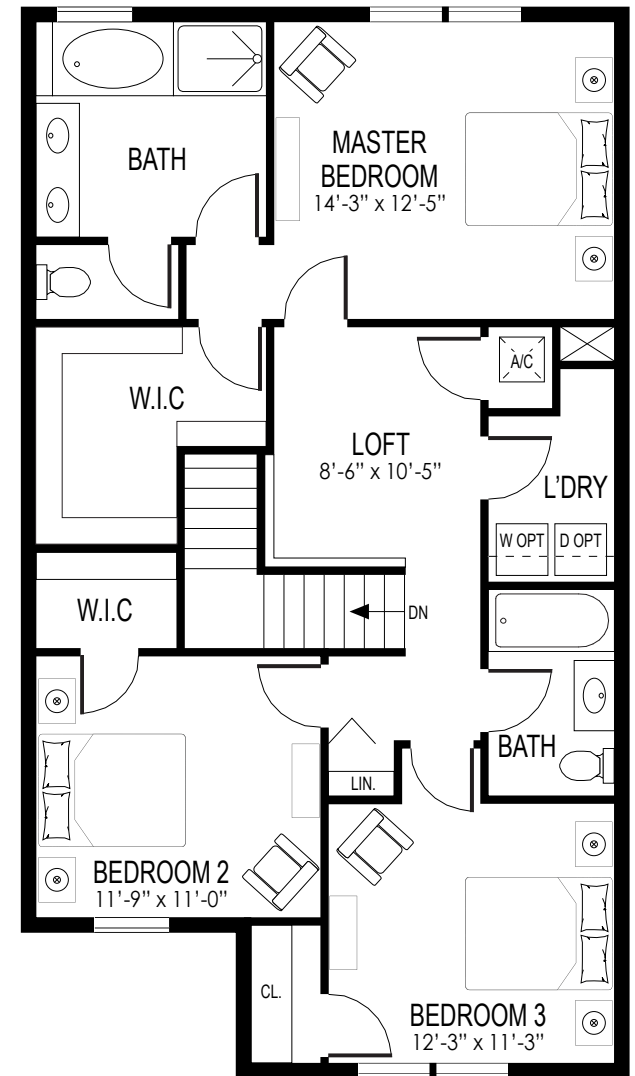 BATH
MASTER
BEDROOM
14'-3” x 12'-5”
A/C
W.I.C
LOFT
8'-6” x 10'-5”
L'DRY
W OPT
D OPT
W.I.C
DN
BATH
LIN.
BEDROOM 2
11'-9” x 11'-0”
CL.
BEDROOM 3
12'-3” x 11'-3”